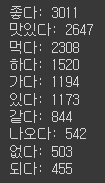 좋다: 3011
맛있다: 2647
먹다: 2308
하다: 1520
가다: 1194
있다: 1173
같다: 844
나오다: 542
없다: 503
되다: 455